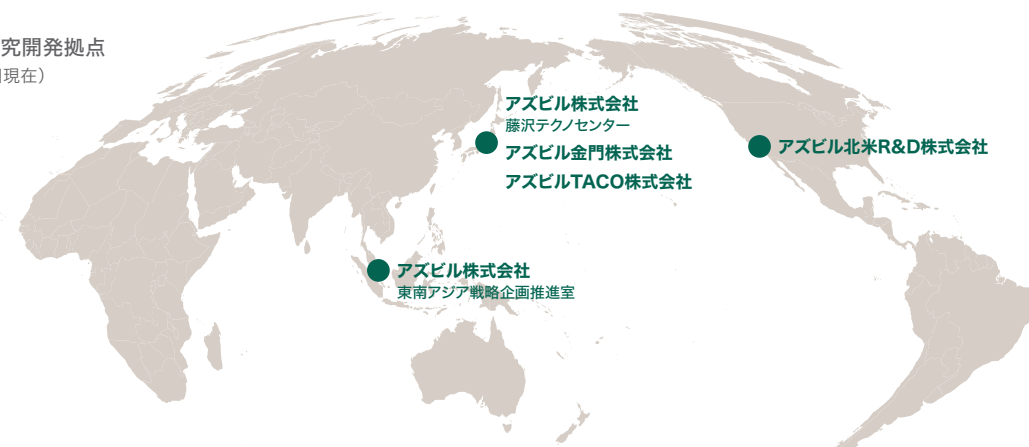 究開発拠点
現在）
アズビル株式会社
藤沢テクノセンター
アズビル金門株式会社
アズビルTACO株式会社
アズビル北米R&D株式会社
アズビル株式会社
東南アジア戦略企画推進室